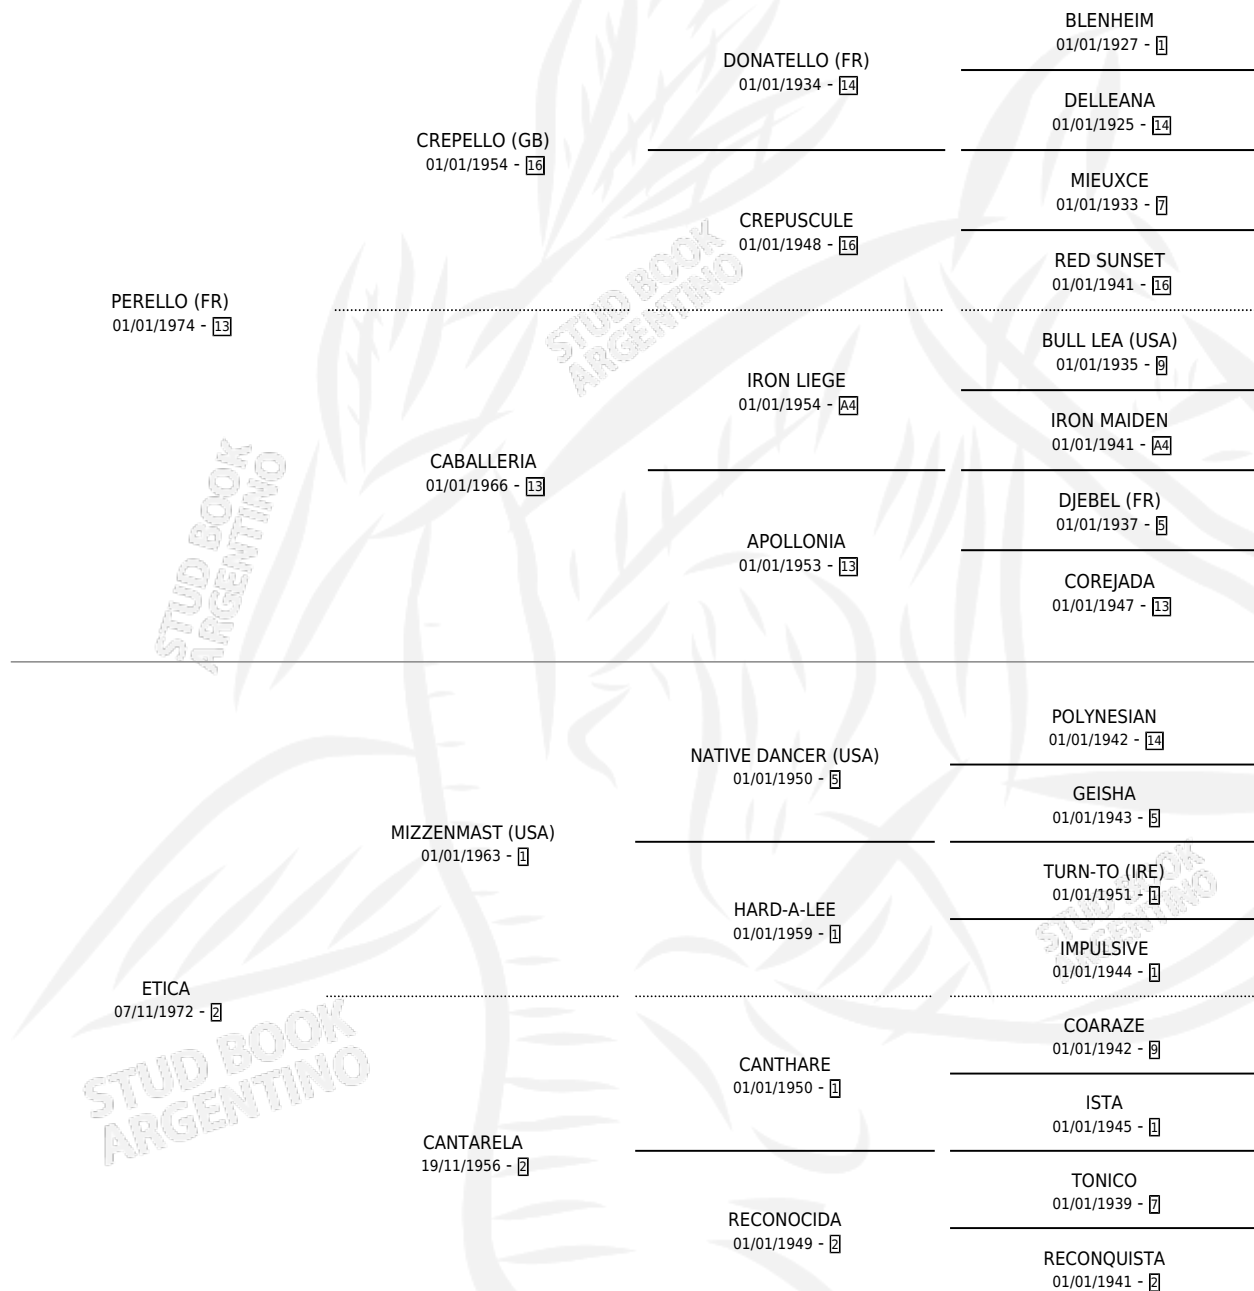 BLENHEIM
01/01/1927 - 1
DONATELLO (FR)
01/01/1934 - 14
DELLEANA
01/01/1925 - 14
CREPELLO (GB)
01/01/1954 - 16
MIEUXCE
01/01/1933 - 7
CREPUSCULE
01/01/1948 - 16
RED SUNSET
01/01/1941 - 16
PERELLO (FR)
01/01/1974 - 13
STUD BOOK
ARGENTINO
BULL LEA (USA)
01/01/1935 - 9
IRON LIEGE
01/01/1954 - A4
IRON MAIDEN
01/01/1941 - A4
CABALLERIA
01/01/1966 - 13
DJEBEL (FR)
01/01/1937 - 5
APOLLONIA
01/01/1953 - 13
COREJADA
01/01/1947 - 13
STUD BOOK
ARGENTINO
POLYNESIAN
01/01/1942 - 14
NATIVE DANCER (USA)
01/01/1950 - 5
GEISHA
01/01/1943 - 5
MIZZENMAST (USA)
01/01/1963 - 1
TURN-TO (IRE)
01/01/1951 - 1
HARD-A-LEE
01/01/1959 - 1
STUD BOOK
ARGENTINO
IMPULSIVE
01/01/1944 - 1
ETICA
07/11/1972 - 2
COARAZE
01/01/1942 - 9
CANTHARE
01/01/1950 - 1
ISTA
01/01/1945 - 1
STUD BOOK
ARGENTINO
CANTARELA
19/11/1956 - 2
TONICO
01/01/1939 - 7
RECONOCIDA
01/01/1949 - 2
RECONQUISTA
01/01/1941 - 2